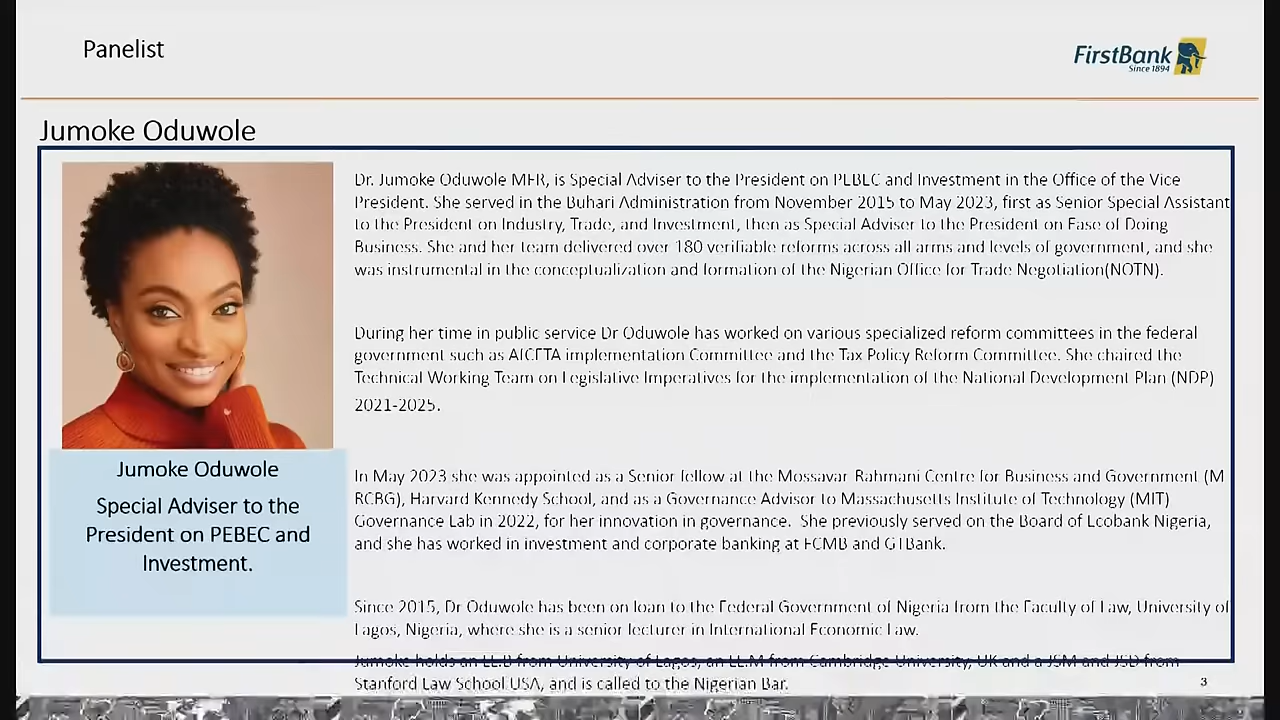 Panelist
FirstBank
Since 1894
Jumoke Oduwole
Dr. Jumoke Oduwole MFR, is Special Adviser to the President on PEBEC and Investment in the Office of the Vice
President. She served in the Buhari Administration from November 2015 to May 2023, first as Senior Special Assistant
to the President on Industry, Trade, and Investment, then as Special Adviser to the President on Ease of Doing
Business. She and her team delivered over 180 verifiable reforms across all arms and levels of government, and she
was instrumental in the conceptualization and formation of the Nigerian Office for Trade Negotiation(NOTN).
During her time in public service Dr Oduwole has worked on various specialized reform committees in the federal
government such as AfCFTA implementation Committee and the Tax Policy Reform Committee. She chaired the
Technical Working Team on Legislative Imperatives for the implementation of the National Development Plan (NDP)
2021-2025.
Jumoke Oduwole
Special Adviser to the
President on PEBEC and
Investment.
In May 2023 she was appointed as a Senior fellow at the Mossavar Rahmani Centre for Business and Government (M
RCBG), Harvard Kennedy School, and as a Governance Advisor to Massachusetts Institute of Technology (MIT)
Governance Lab in 2022, for her innovation in governance. She previously served on the Board of Ecobank Nigeria,
and she has worked in investment and corporate banking at FCMB and GTBank.
Since 2015, Dr Oduwole has been on loan to the Federal Government of Nigeria from the Faculty of Law, University of
Lagos, Nigeria, where she is a senior lecturer in International Economic Law.
Jumoke holds an LL.B from University of Lagos, an LL.M from Cambridge University, UK and a JSM and JSD from
Stanford Law School USA, and is called to the Nigerian Bar.
3